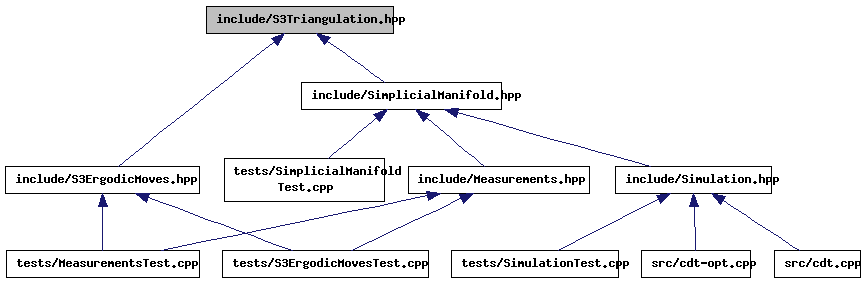 include/S3Triangulation.hpp
include/SimplicialManifold.hpp
include/S3ErgodicMoves.hpp
tests/SimplicialManifold
Test.cpp
include/Measurements.hpp
include/Simulation.hpp
tests/MeasurementsTest.cpp
tests/S3ErgodicMovesTest.cpp
tests/SimulationTest.cpp
src/cdt-opt.cpp
src/cdt.cpp